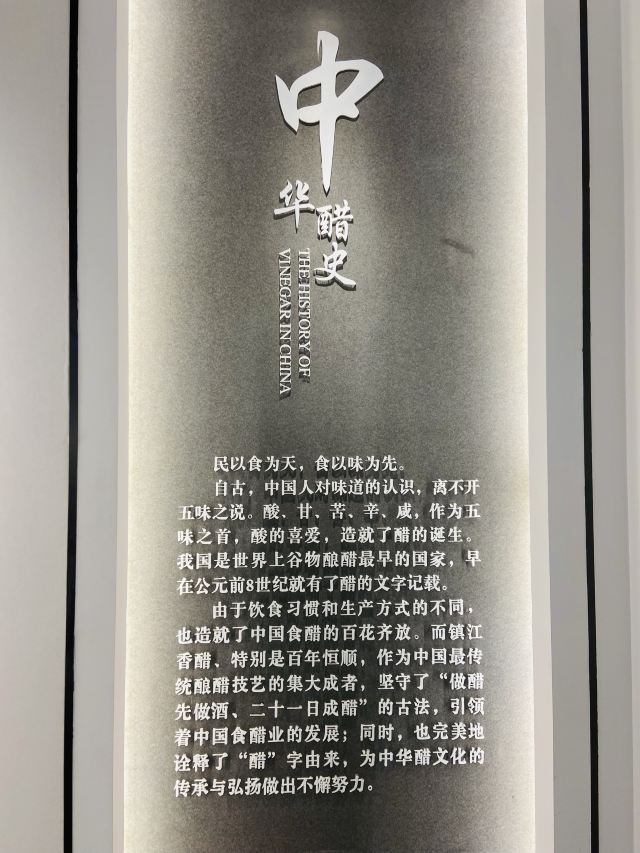 中
华
醋
史
THE HISTORY OF
VINEGAR IN CHINA
民以食为天，食以味为先。
自古，中国人对味道的认识，离不开
五味之说。酸、甘、苦、辛、咸，作为五
味之首，酸的喜爱，造就了醋的诞生。
我国是世界上谷物酿醋最早的国家，早
在公元前8世纪就有了醋的文字记载。
由于饮食习惯和生产方式的不同，
也造就了中国食醋的百花齐放。而镇江
香醋、特别是百年恒顺，作为中国最传
统酿醋技艺的集大成者，坚守了“做醋
先做酒、二十一日成醋”的古法，引领
着中国食醋业的发展；同时，也完美地
诠释了“醋”字由来，为中华醋文化的
传承与弘扬做出不懈努力。